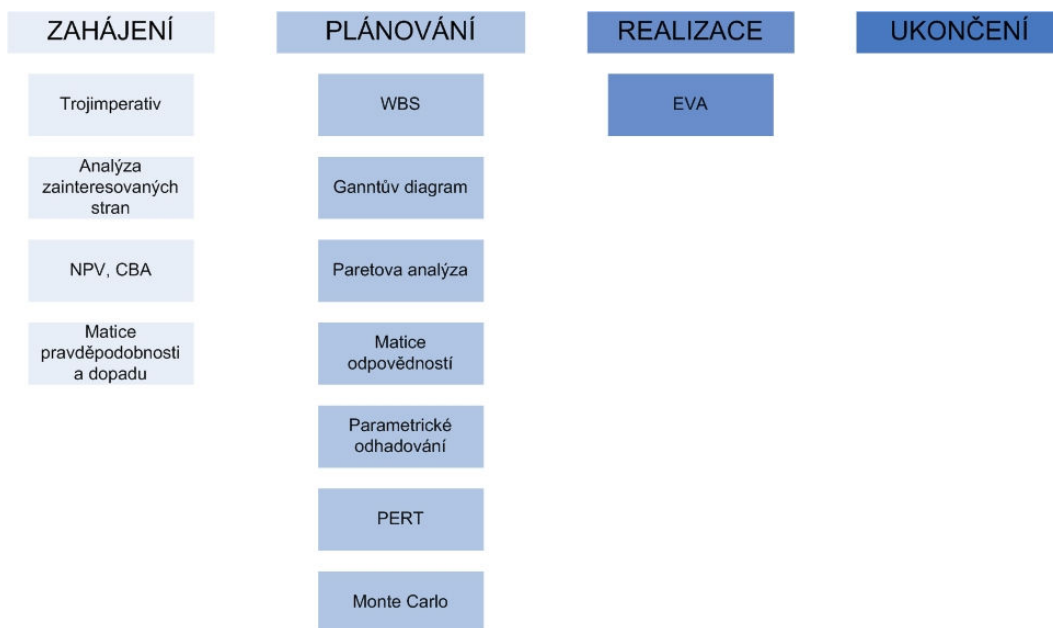 ZAHÁJENÍ
PLÁNOVÁNÍ
REALIZACE
UKONČENÍ
Trojimperativ
Analýza
zainteresovaných
stran
NPV, CBA
Matice
pravděpodobnosti
a dopadu
WBS
Ganntův diagram
Paretova analýza
Matice
odpovědností
Parametrické
odhadování
PERT
Monte Carlo
EVA